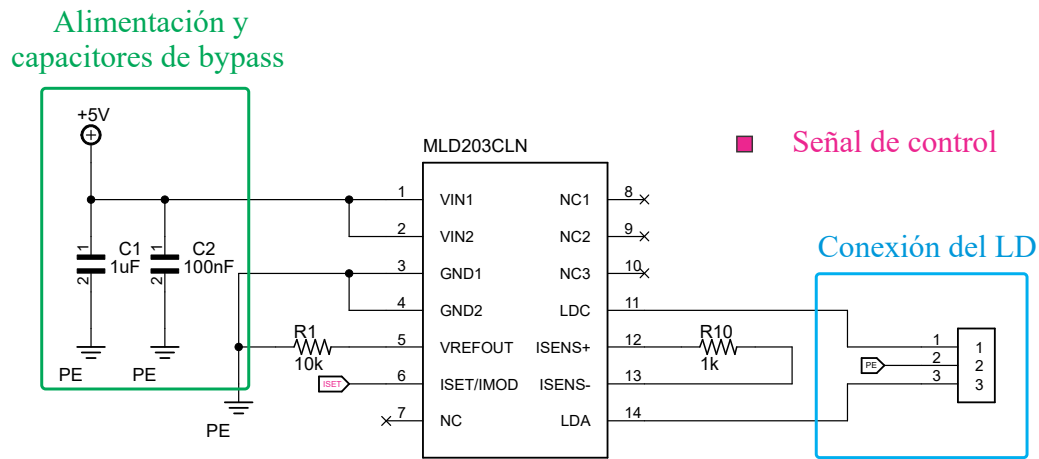 Alimentación y
capacitores de bypass
+5V
MLD203CLN
Señal de control
1 VIN1 NC1 8
2 VIN2 NC2 9
Conexión del LD
1 C1 1 C2
2 1uF 2 100nF
3 GND1 NC3 10
4 GND2 LDC 11
R1 R10
5 VREFOUT ISENS+ 12
10k 1k
1 1
PE 2 2
3 3
PE PE
ISET 6 ISET/IMOD ISENS- 13
7 NC LDA 14
PE